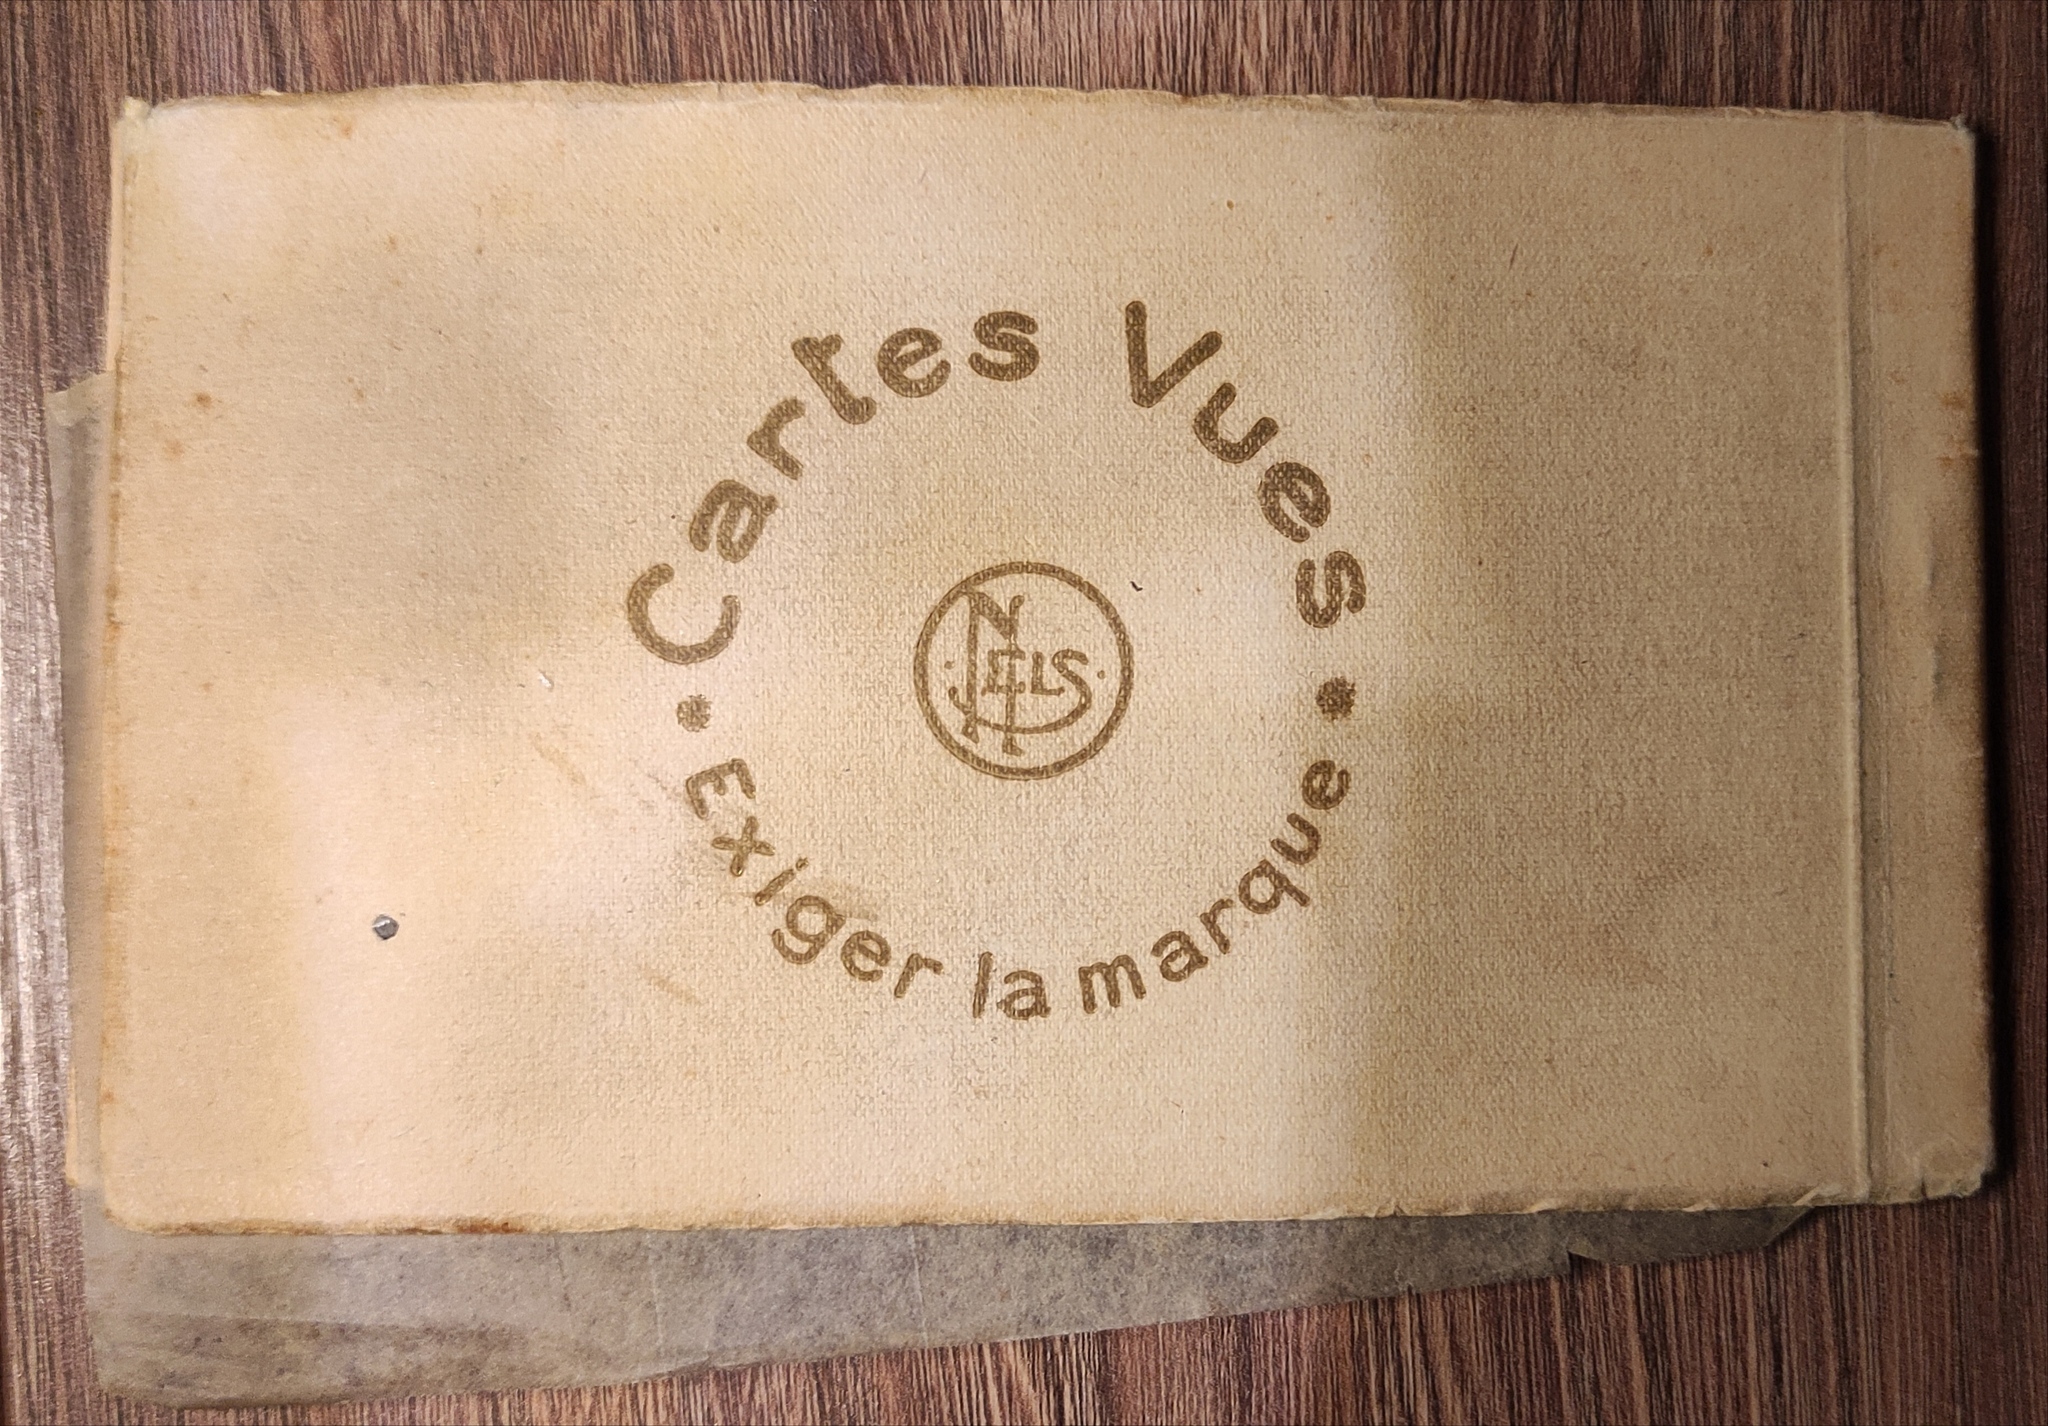 Cartes Vues
NELS
Exiger la marque